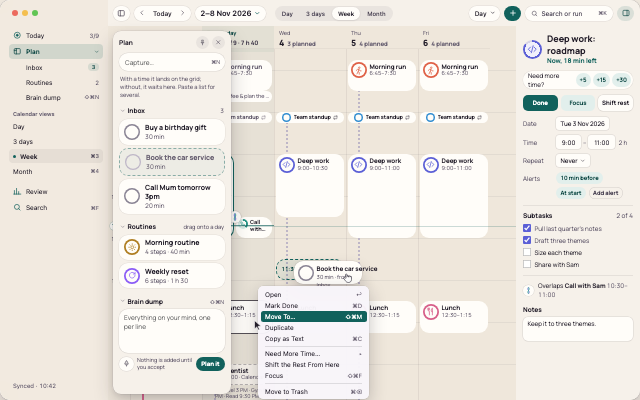 Today 3/9
Plan
Inbox 3
Routines 2
Brain dump ⇧⌘N
Calendar views
Day
3 days
Week ⌘3
Month ⌘4
Review
Search ⌘F
Synced · 10:42
Today
2–8 Nov 2026
Day
3 days
Week
Month
Day
Search or run ⌘K
Plan
Capture... ⌘N
With a time it lands on the grid;
without, it waits here. Paste a list for
several.
Inbox 3
Buy a birthday gift
30 min
Book the car service
30 min
Call Mum tomorrow
3pm
20 min
Routines drag onto a day
Morning routine
4 steps · 40 min
Weekly reset
6 steps · 1 h 30
Brain dump ⇧⌘N
Everything on your mind, one
per line
Nothing is added until
you accept
Plan it
Wed
4 3 planned
Thu
5 4 planned
Fri
6 3 planned
Morning run
6:45–7:30
Morning run
6:45–7:30
Team standup
Team standup
Team standup
Deep work
9:00–10:30
Deep work
9:00–11:00
Deep work
9:00–11:00
Call
with...
Book the car service
Open
Mark Done ⌘D
Move To... ⇧⌘M
Duplicate
Copy as Text ⌘C
Need More Time...
Shift the Rest From Here
Focus ⇧⌘F
Move to Trash
Lunch
12:30–1:15
Lunch
12:30–1:15
Deep work:
roadmap
Now, 18 min left
Need more
time?
+5
+15
+30
Done
Focus
Shift rest
Date Tue 3 Nov 2026
Time 9:00 – 11:00 2 h
Repeat Never
Alerts 10 min before
At start
Add alert
Subtasks 2 of 4
Pull last quarter's notes
Draft three themes
Size each theme
Share with Sam
Overlaps Call with Sam 10:30–
11:00
Notes
Keep it to three themes.